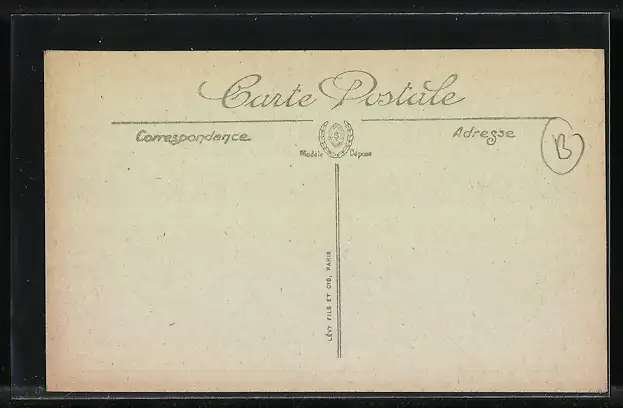 Carte Postale
Correspondance
Adresse
B
Modèle Déposé
LÉVY FILS ET CIE, PARIS